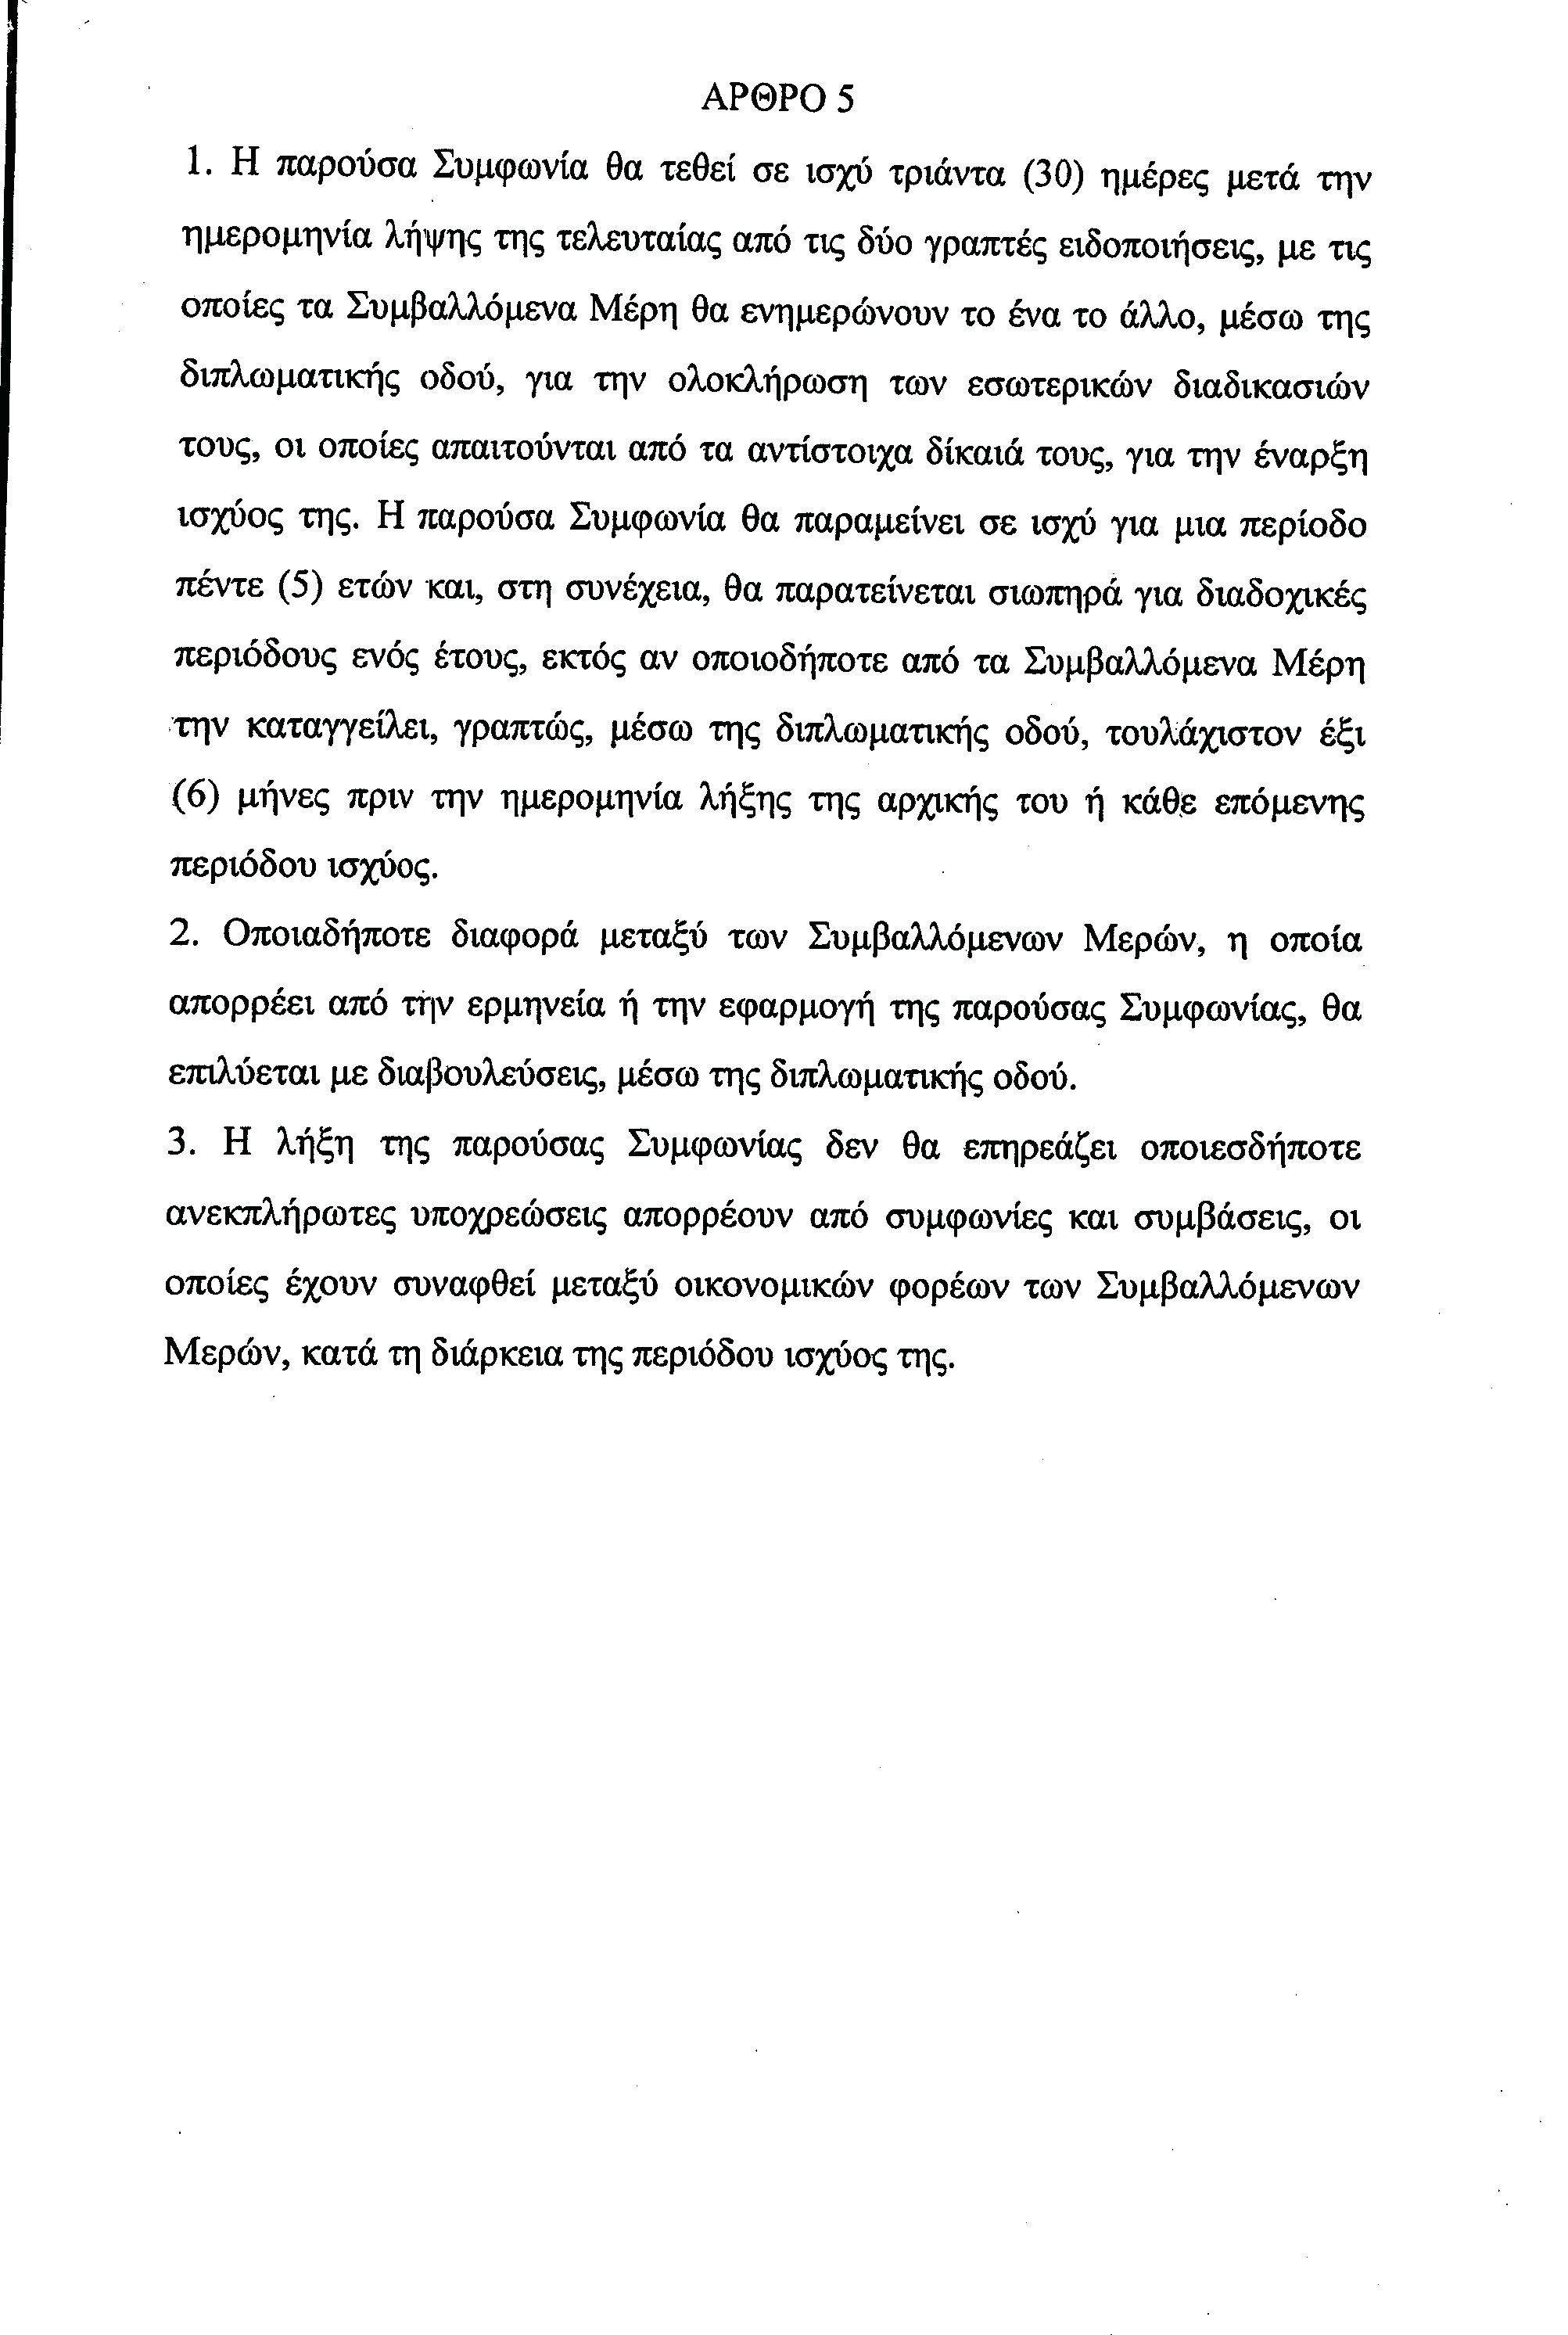 ΑΡΘΡΟ 5
1. Η παρούσα Συμφωνία θα τεθεί σε ισχύ τριάντα (30) ημέρες μετά την
ημερομηνία λήψης της τελευταίας από τις δύο γραπτές ειδοποιήσεις, με τις
οποίες τα Συμβαλλόμενα Μέρη θα ενημερώνουν το ένα το άλλο, μέσω της
διπλωματικής οδού, για την ολοκλήρωση των εσωτερικών διαδικασιών
τους, οι οποίες απαιτούνται από τα αντίστοιχα δίκαιά τους, για την έναρξη
ισχύος της. Η παρούσα Συμφωνία θα παραμείνει σε ισχύ για μια περίοδο
πέντε (5) ετών και, στη συνέχεια, θα παρατείνεται σιωπηρά για διαδοχικές
περιόδους ενός έτους, εκτός αν οποιοδήποτε από τα Συμβαλλόμενα Μέρη
την καταγγείλει, γραπτώς, μέσω της διπλωματικής οδού, τουλάχιστον έξι
(6) μήνες πριν την ημερομηνία λήξης της αρχικής του ή κάθε επόμενης
περιόδου ισχύος.
2. Οποιαδήποτε διαφορά μεταξύ των Συμβαλλόμενων Μερών, η οποία
απορρέει από την ερμηνεία ή την εφαρμογή της παρούσας Συμφωνίας, θα
επιλύεται με διαβουλεύσεις, μέσω της διπλωματικής οδού.
3. Η λήξη της παρούσας Συμφωνίας δεν θα επηρεάζει οποιεσδήποτε
ανεκπλήρωτες υποχρεώσεις απορρέουν από συμφωνίες και συμβάσεις, οι
οποίες έχουν συναφθεί μεταξύ οικονομικών φορέων των Συμβαλλόμενων
Μερών, κατά τη διάρκεια της περιόδου ισχύος της.